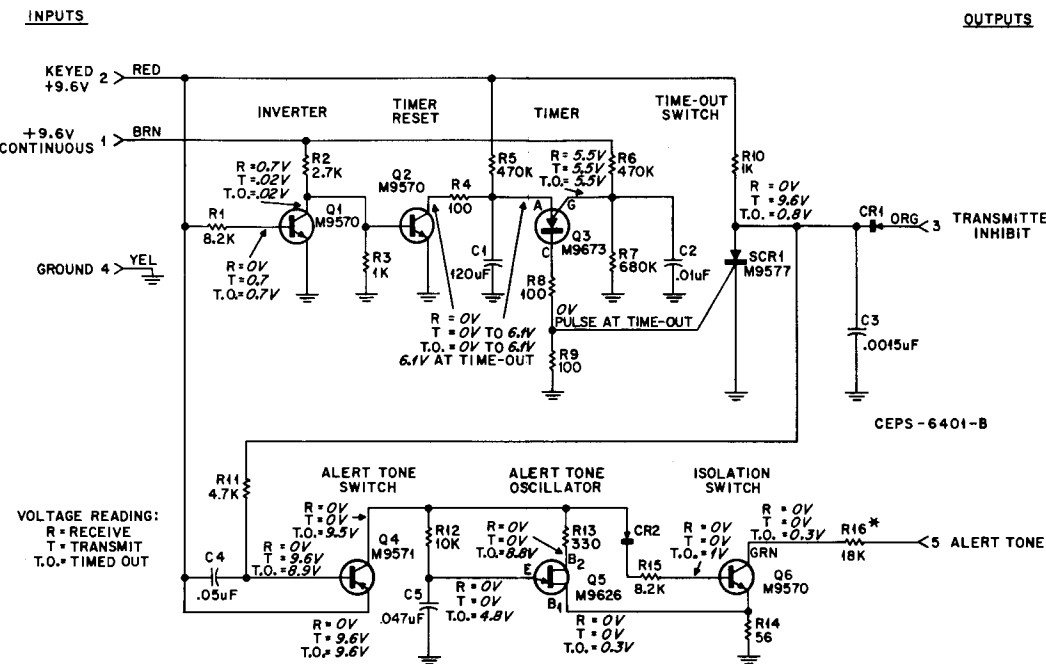 INPUTS
OUTPUTS
KEYED 2 RED
+9.6V
+9.6V 1 BRN
CONTINUOUS
GROUND 4 YEL
INVERTER
TIMER
RESET
TIMER
TIME-OUT
SWITCH
R=0.7V
T=.02V
T.O.=.02V
R2
2.7K
Q1
M9570
R1
8.2K
R=0V
T=0.7
T.O.=0.7V
R3
1K
Q2
M9570
R4
100
R5
470K
C1
120uF
R=0V
T=0V TO 6.1V
T.O.=0V TO 6.1V
6.1V AT TIME-OUT
R=5.5V
T=5.5V
T.O.=5.5V
A
G
C
Q3
M9673
R6
470K
R7
680K
C2
.01uF
R8
100
0V
PULSE AT TIME-OUT
R9
100
R10
1K
R=0V
T=9.6V
T.O.=0.8V
SCR1
M9577
CR1
ORG 3
TRANSMITTE
INHIBIT
C3
.0015uF
CEPS-6401-B
VOLTAGE READING:
R=RECEIVE
T=TRANSMIT
T.O.=TIMED OUT
R11
4.7K
C4
.05uF
R=0V
T=9.6V
T.O.=8.9V
ALERT TONE
SWITCH
R=0V
T=0V
T.O.=9.5V
Q4
M9571
R=0V
T=9.6V
T.O.=9.6V
R12
10K
C5
.047uF
R=0V
T=0V
T.O.=4.8V
ALERT TONE
OSCILLATOR
R=0V
T=0V
T.O.=8.8V
R13
330
E
B2
B1
Q5
M9626
R=0V
T=0V
T.O.=0.3V
CR2
R15
8.2K
ISOLATION
SWITCH
R=0V
T=0V
T.O.=1V
R=0V
T=0V
T.O.=0.3V
GRN
Q6
M9570
R14
56
R16*
18K
5 ALERT TONE